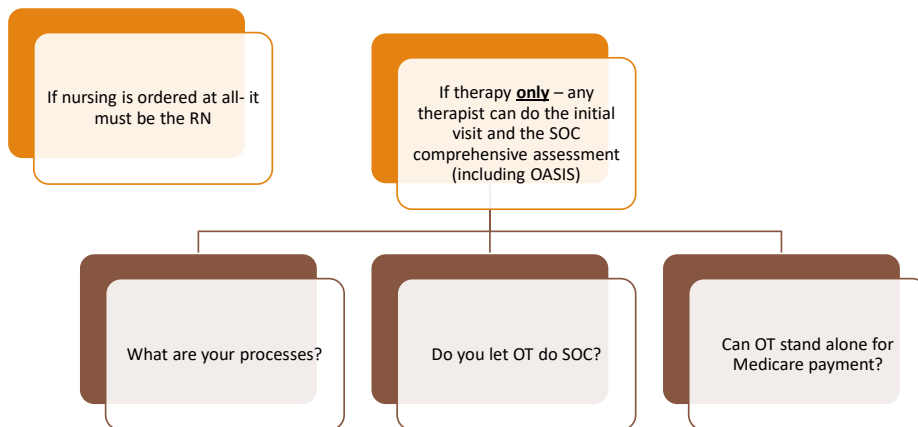 If nursing is ordered at all- it
must be the RN
If therapy only – any
therapist can do the initial
visit and the SOC
comprehensive assessment
(including OASIS)
What are your processes?
Do you let OT do SOC?
Can OT stand alone for
Medicare payment?